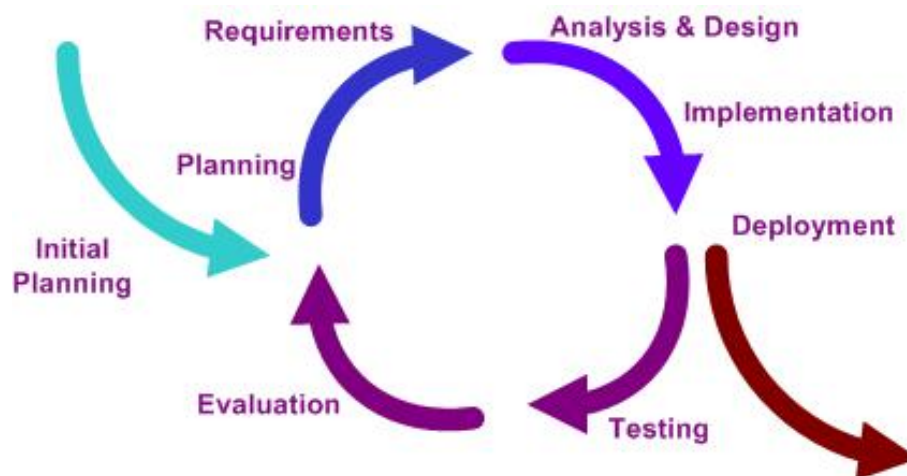 Requirements
Analysis & Design
Implementation
Planning
Deployment
Initial
Planning
Evaluation
Testing